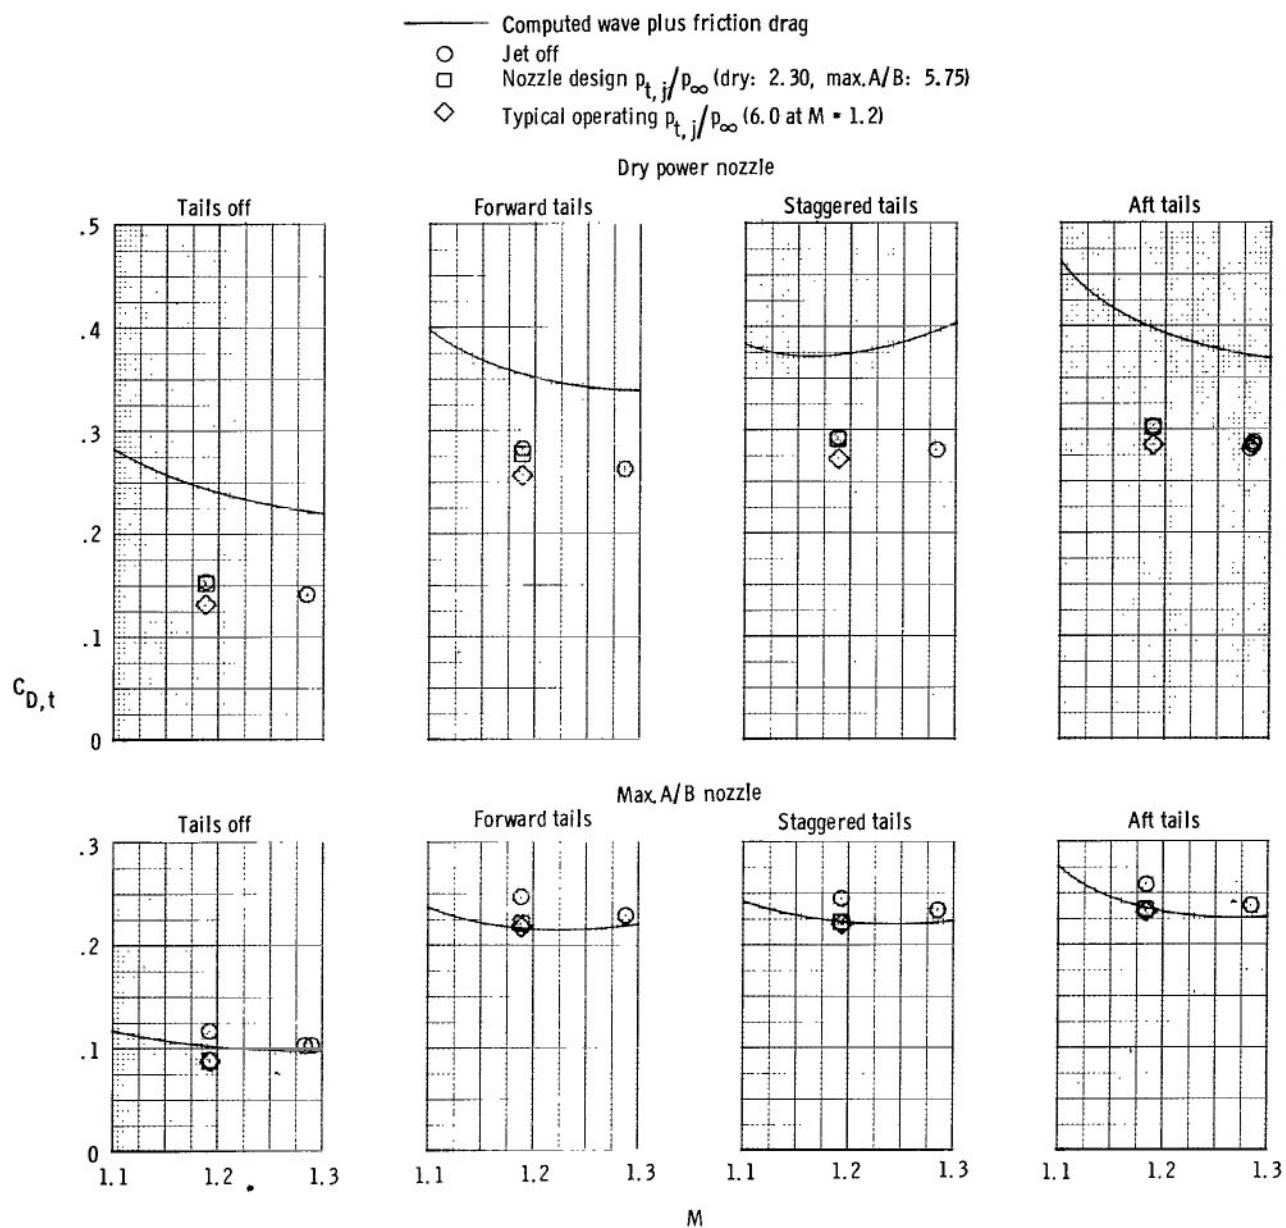 Computed wave plus friction drag
Jet off
Nozzle design p_t,j/p_∞ (dry: 2.30, max. A/B: 5.75)
Typical operating p_t,j/p_∞ (6.0 at M = 1.2)
Dry power nozzle
Tails off Forward tails Staggered tails Aft tails
.5
.4
.3
.2
.1
C_D,t
0
Max. A/B nozzle
Tails off Forward tails Staggered tails Aft tails
.3
.2
.1
0
1.1 1.2 1.3 1.1 1.2 1.3 1.1 1.2 1.3 1.1 1.2 1.3
M